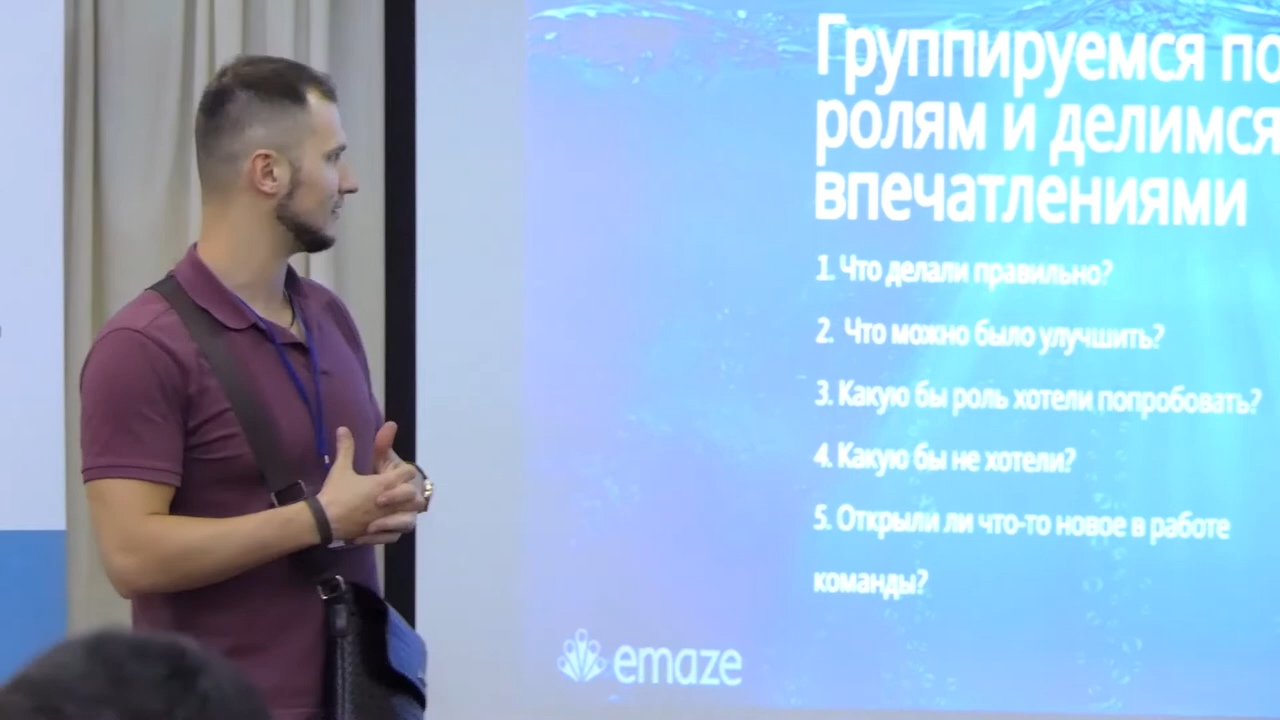 Группируемся по
ролям и делимся
впечатлениями
1. Что делали правильно?
2. Что можно было улучшить?
3. Какую бы роль хотели попробовать?
4. Какую бы не хотели?
5. Открыли ли что-то новое в работе
команды?
emaze